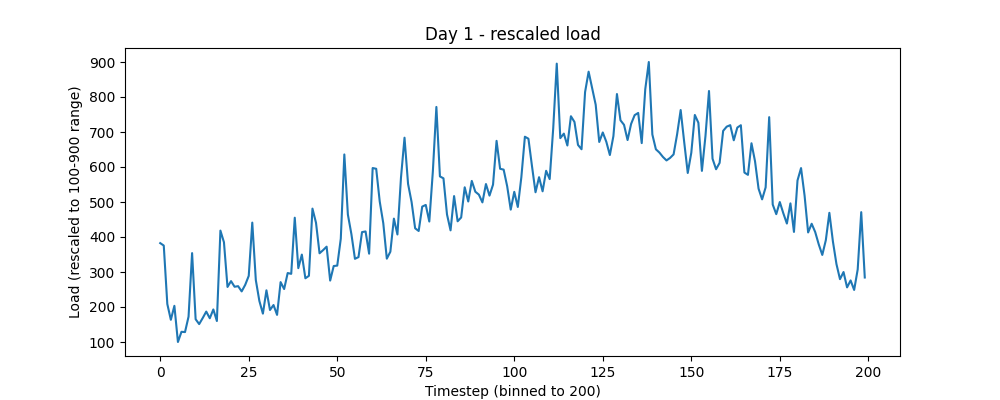 Day 1 - rescaled load
Load (rescaled to 100-900 range)
900
800
700
600
500
400
300
200
100
0 25 50 75 100 125 150 175 200
Timestep (binned to 200)